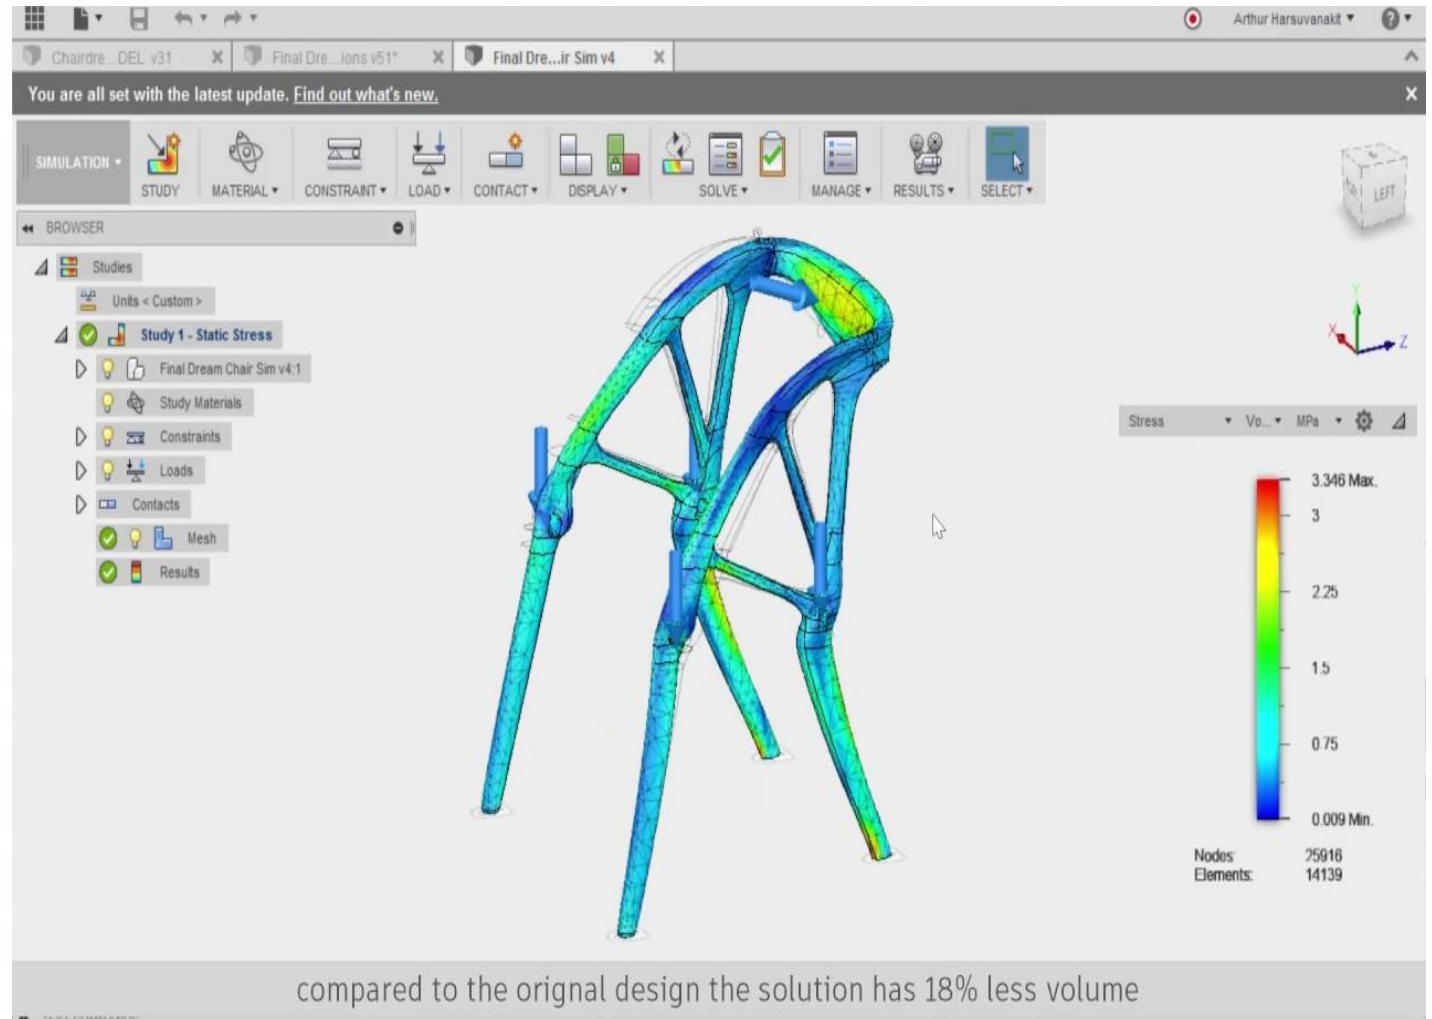 Arthur Harsuvanakit
Chairdre...DEL v31
Final Dre...ions v51*
Final Dre...ir Sim v4
You are all set with the latest update. Find out what's new.
SIMULATION
STUDY
MATERIAL
CONSTRAINT
LOAD
CONTACT
DISPLAY
SOLVE
MANAGE
RESULTS
SELECT
LEFT
BROWSER
Studies
Units < Custom >
Study 1 - Static Stress
Final Dream Chair Sim v4:1
Study Materials
Constraints
Loads
Contacts
Mesh
Results
Y
X
Z
Stress Vo... MPa
3.346 Max.
3
2.25
1.5
0.75
0.009 Min.
Nodes: 25916
Elements: 14139
compared to the orignal design the solution has 18% less volume